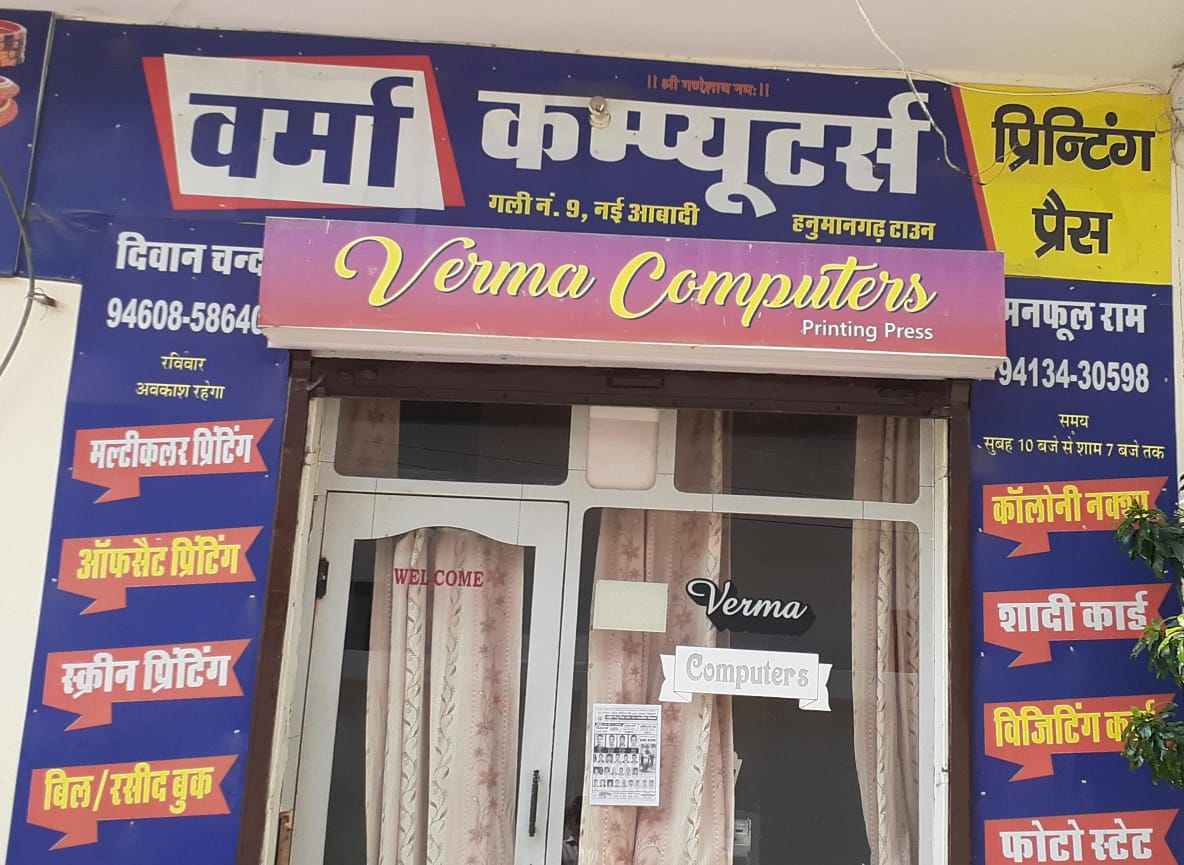 || श्री गणेशाय नमः ||
वर्मा कम्प्यूटर्स
गली नं. 9, नई आबादी
हनुमानगढ़ टाउन
प्रिन्टिंग
प्रैस
Verma Computers
Printing Press
दिवान चन्द
94608-58640
रविवार
अवकाश रहेगा
मल्टीकलर प्रिंटिंग
ऑफसैट प्रिंटिंग
स्क्रीन प्रिंटिंग
बिल/रसीद बुक
मनफूल राम
94134-30598
समय
सुबह 10 बजे से शाम 7 बजे तक
कॉलोनी नक्शा
शादी कार्ड
विजिटिंग कार्ड
फोटो स्टेट
WELCOME
Verma
Computers